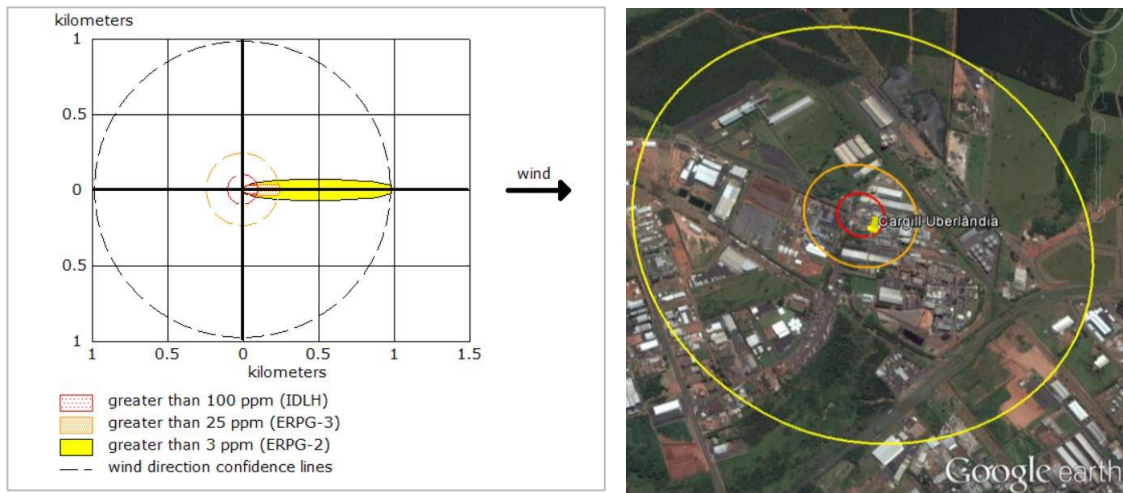 kilometers
1
0.5
0
0.5
1
1 0.5 0 0.5 1 1.5
kilometers
wind
greater than 100 ppm (IDLH)
greater than 25 ppm (ERPG-3)
greater than 3 ppm (ERPG-2)
wind direction confidence lines
Cargill Uberlândia
Google earth